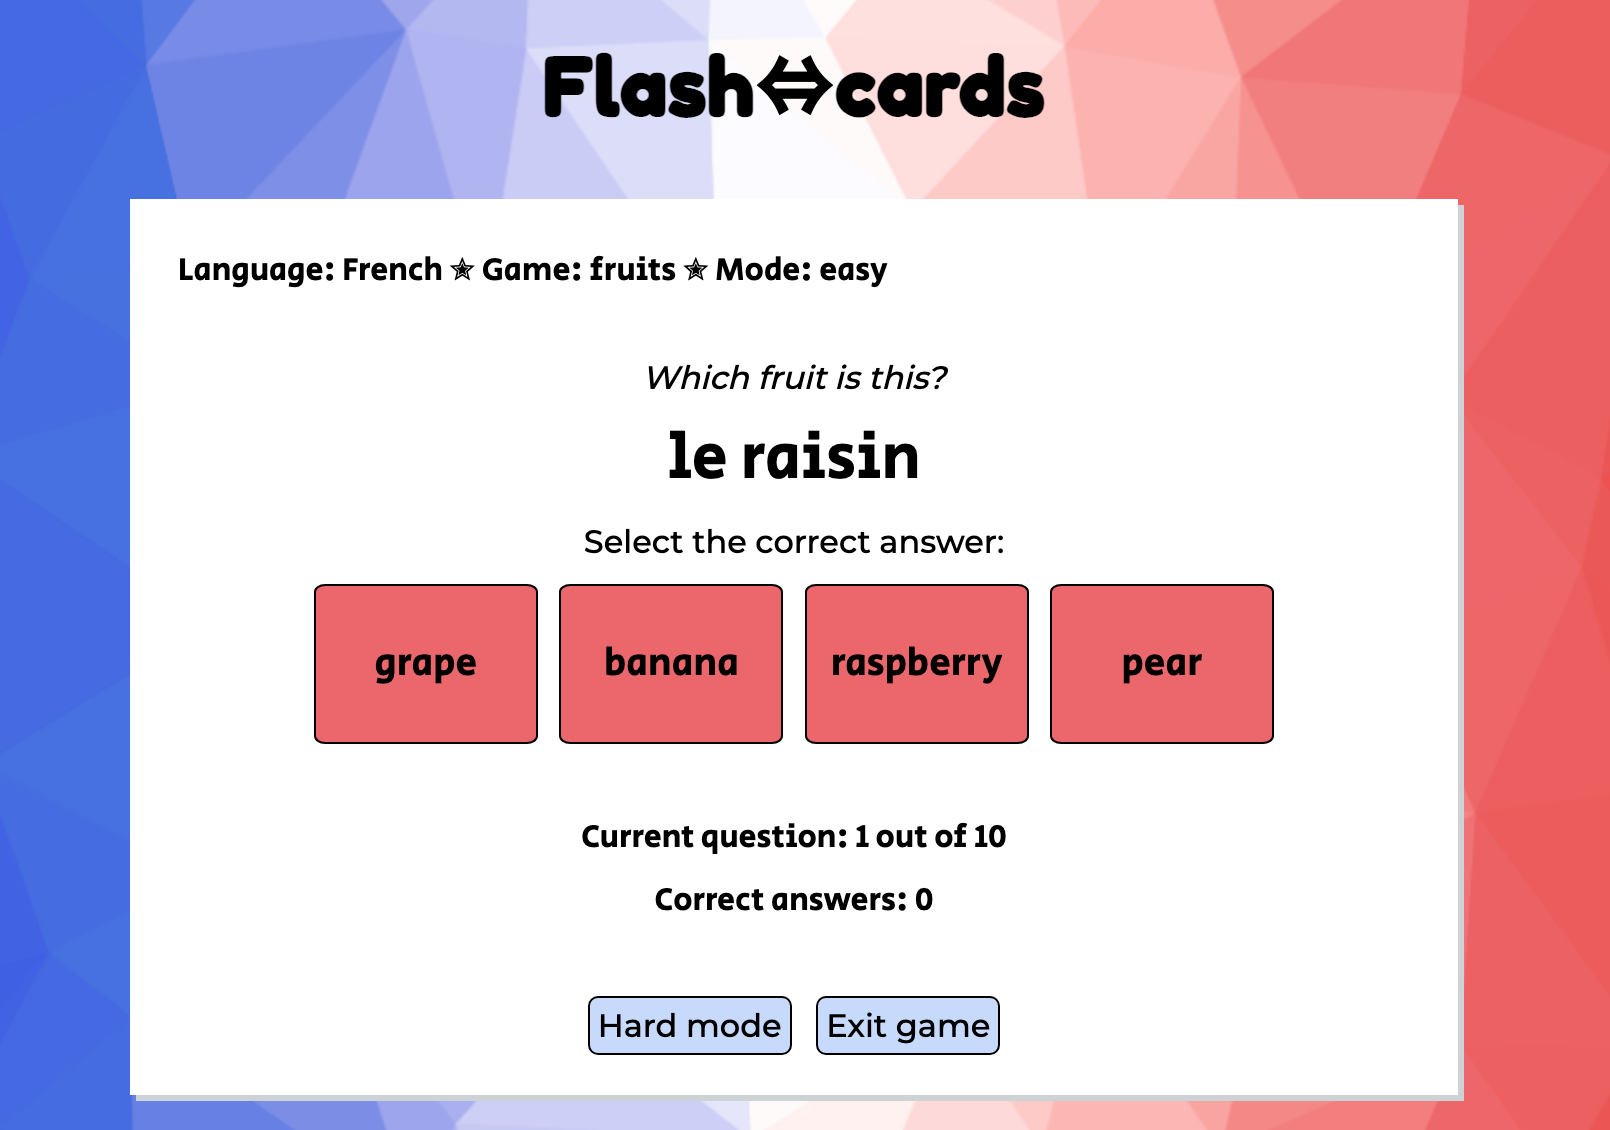 Flash⇔cards
Language: French ✭ Game: fruits ✭ Mode: easy
Which fruit is this?
le raisin
Select the correct answer:
grape banana raspberry pear
Current question: 1 out of 10
Correct answers: 0
Hard mode Exit game